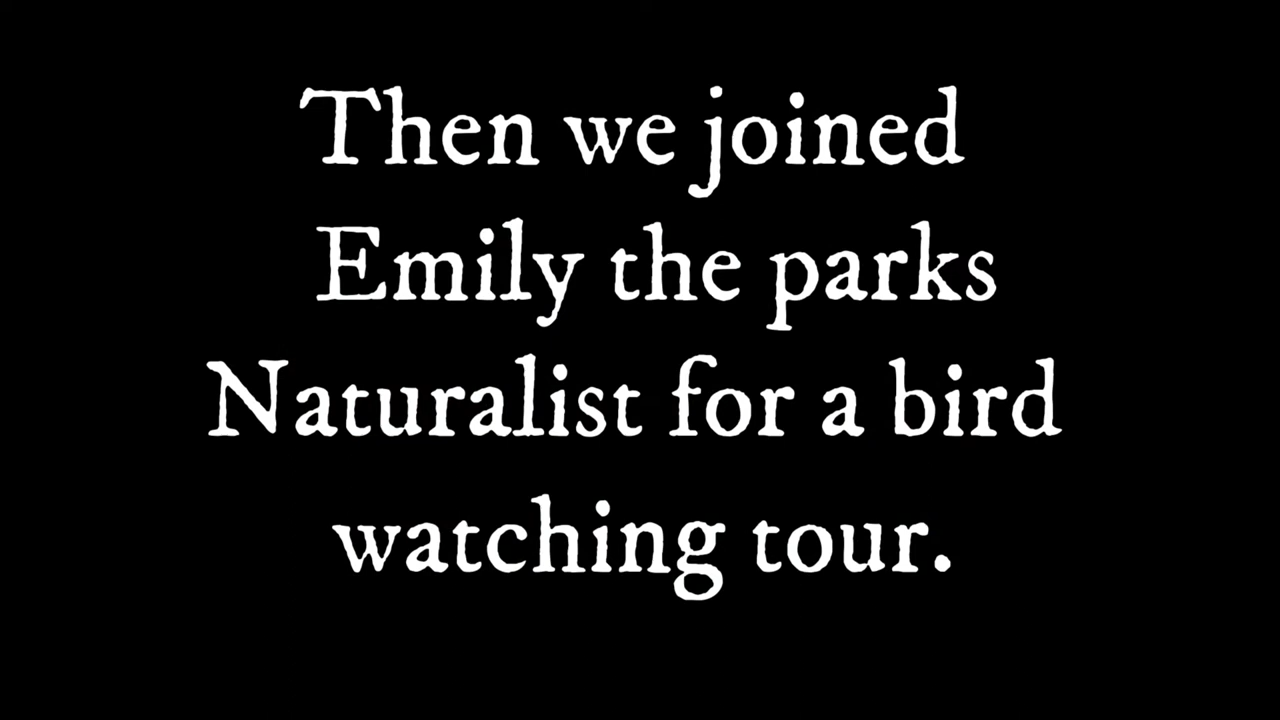 Then we joined
Emily the parks
Naturalist for a bird
watching tour.